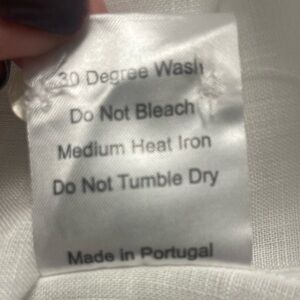 30 Degree Wash
Do Not Bleach
Medium Heat Iron
Do Not Tumble Dry
Made in Portugal